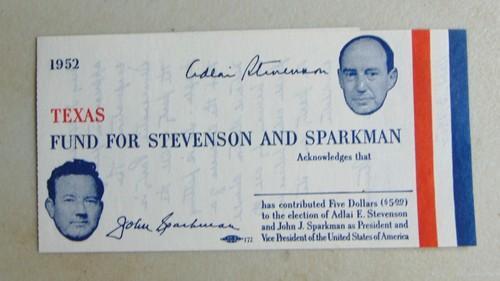 1952
Adlai Stevenson
TEXAS
FUND FOR STEVENSON AND SPARKMAN
Acknowledges that
has contributed Five Dollars ($5.00)
to the election of Adlai E. Stevenson
and John J. Sparkman as President and
Vice President of the United States of America
John Sparkman
177